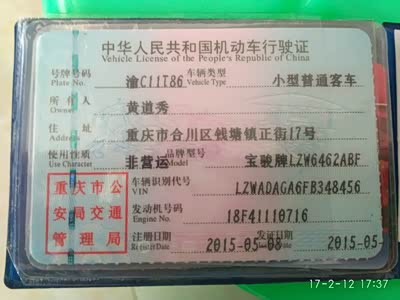 中华人民共和国机动车行驶证
Vehicle License of the People's Republic of China
号牌号码 渝C11T86 车辆类型 小型普通客车
Plate No. Vehicle Type
所有人 黄道秀
Owner
住址 重庆市合川区钱塘镇正街17号
Address
使用性质 非营运 品牌型号 宝骏牌LZW6462ABF
Use Character Model
重庆市公安局交通管理局
车辆识别代号 LZWADAGA6FB348456
VIN
发动机号码 18F41110716
Engine No.
注册日期 2015-05-08 发证日期 2015-05-
Register Date
17-2-12 17:37